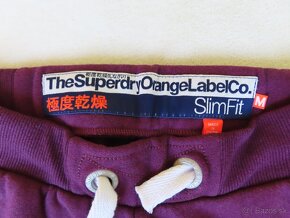 TheSuperdryOrangeLabelCo.
極度乾燥
SlimFit
M